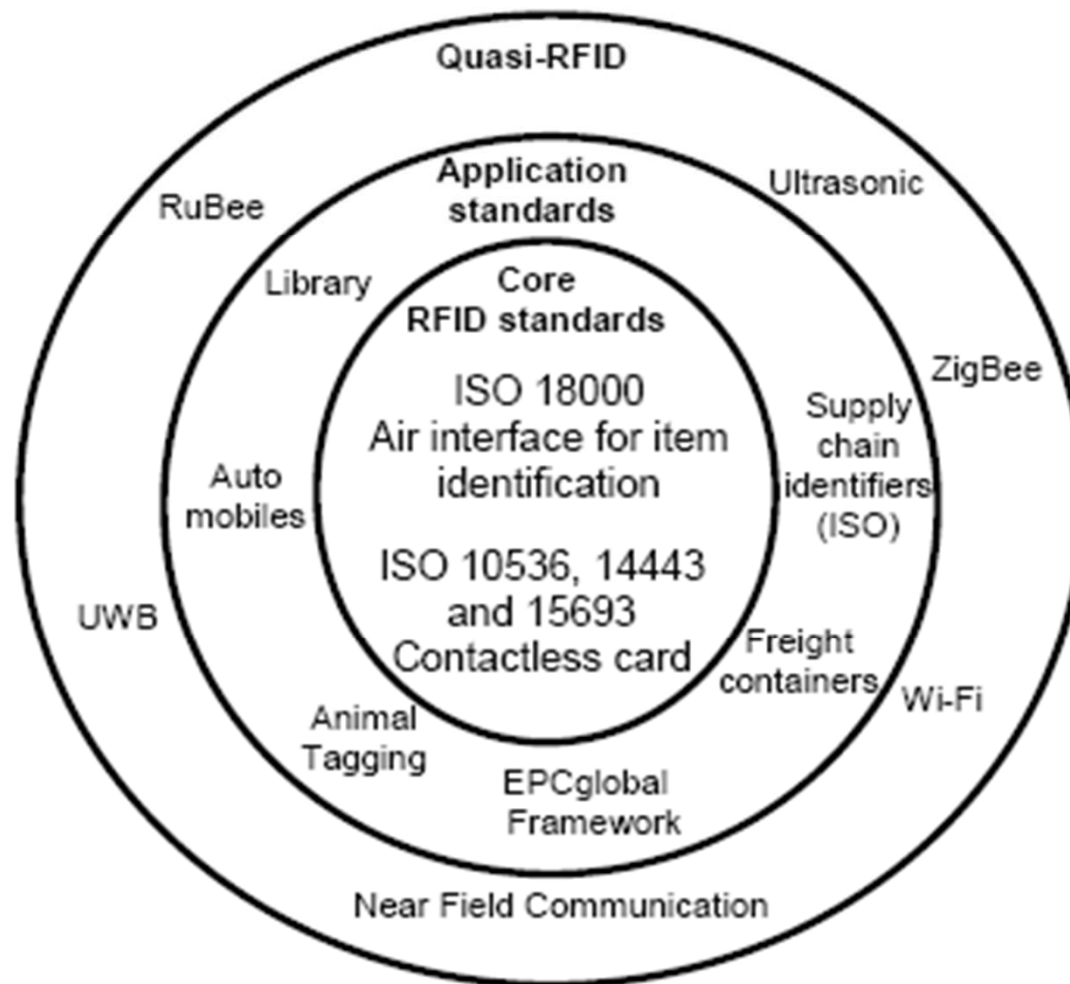 Quasi-RFID
RuBee
Ultrasonic
ZigBee
UWB
Wi-Fi
Near Field Communication
Application
standards
Library
Auto
mobiles
Supply
chain
identifiers
(ISO)
Freight
containers
Animal
Tagging
EPCglobal
Framework
Core
RFID standards
ISO 18000
Air interface for item
identification
ISO 10536, 14443
and 15693
Contactless card